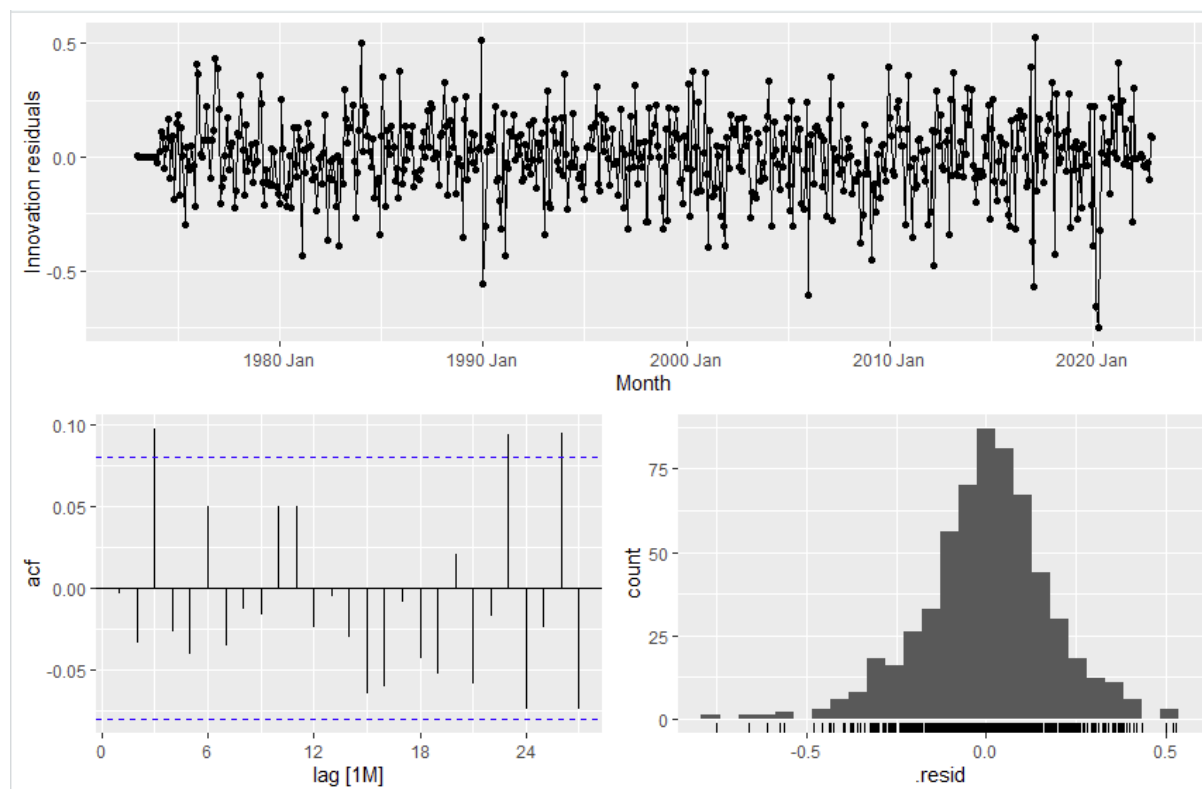 0.5
0.0
-0.5
Innovation residuals
1980 Jan
1990 Jan
2000 Jan
2010 Jan
2020 Jan
Month
0.10
0.05
0.00
-0.05
acf
0
6
12
18
24
lag [1M]
75
50
25
0
count
-0.5
0.0
0.5
.resid